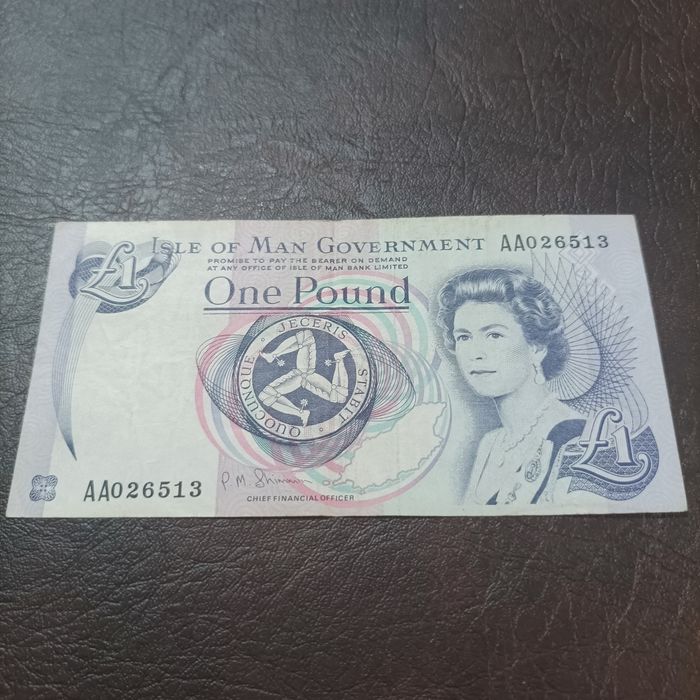 £1
ISLE OF MAN GOVERNMENT AA026513
PROMISE TO PAY THE BEARER ON DEMAND
AT ANY OFFICE OF ISLE OF MAN BANK LIMITED
One Pound
QUOCUNQUE · JECERIS · STABIT ·
£1
AA026513
P. M. Shimmin
CHIEF FINANCIAL OFFICER